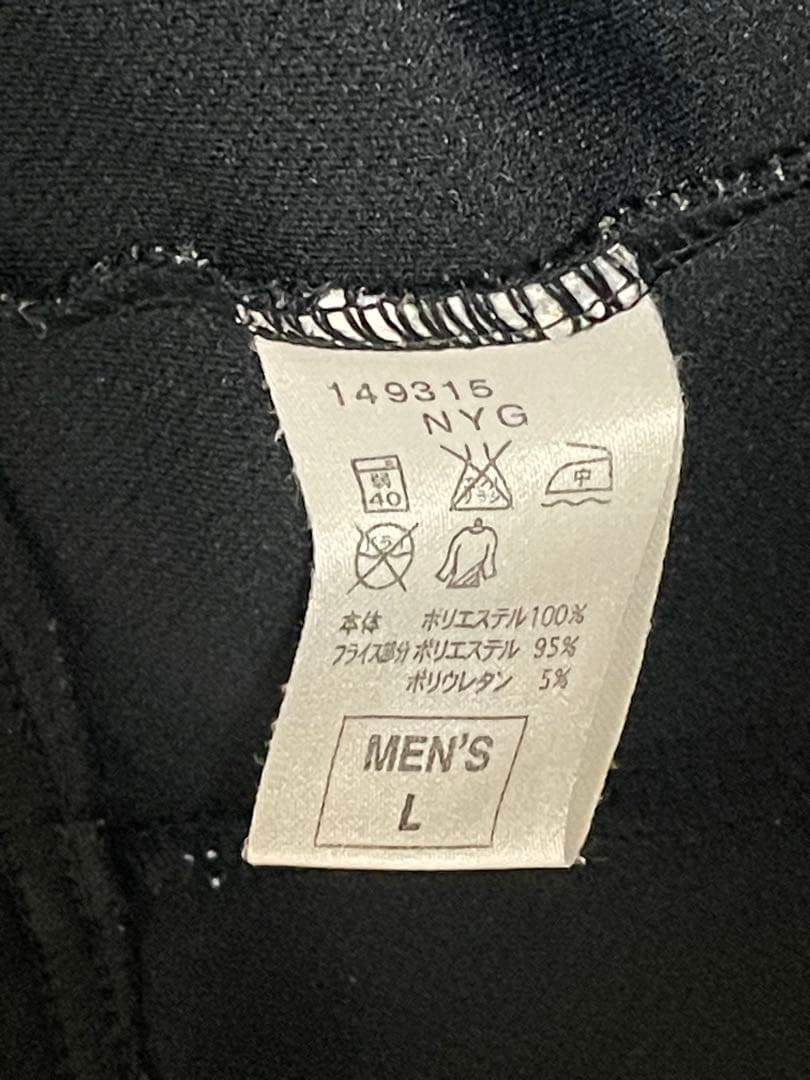 149315
NYG
弱
40
中
本体 ポリエステル100%
フライス部分 ポリエステル 95%
ポリウレタン 5%
MEN'S
L